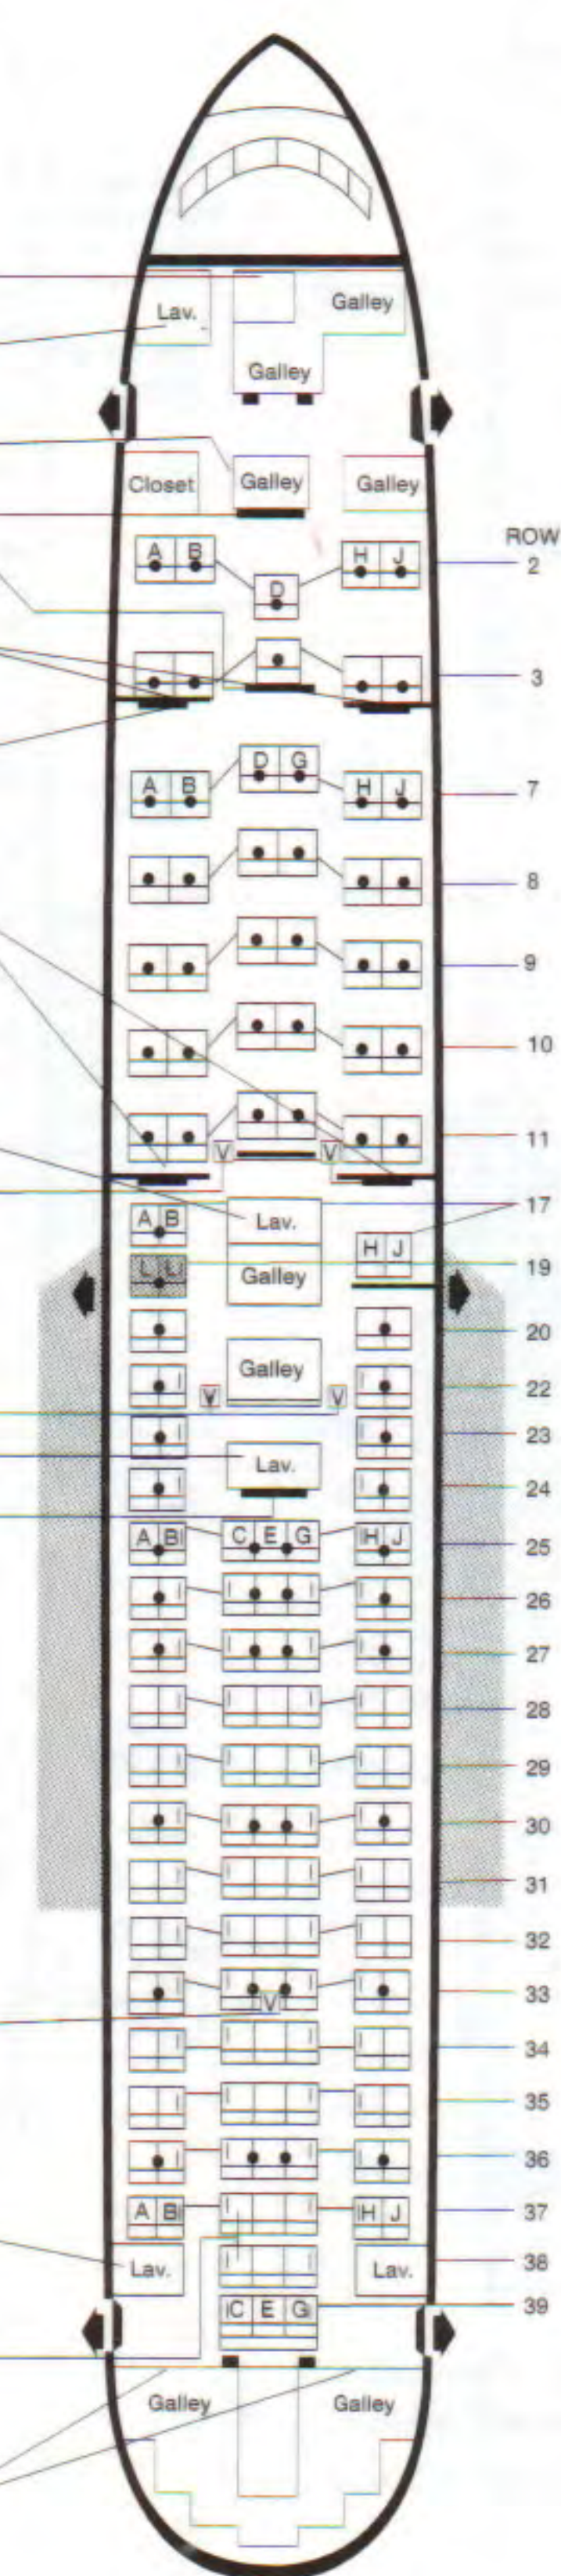 Lav.
Galley
Galley
Closet
Galley
Galley
ROW
A B
H J
2
D
3
D G
A B
H J
7
8
9
10
11
V
V
17
A B
Lav.
H J
L L
Galley
19
20
Galley
22
V
V
23
Lav.
24
A B
C E G
H J
25
26
27
28
29
30
31
32
33
V
34
35
36
A B
H J
37
Lav.
Lav.
38
C E G
39
Galley
Galley